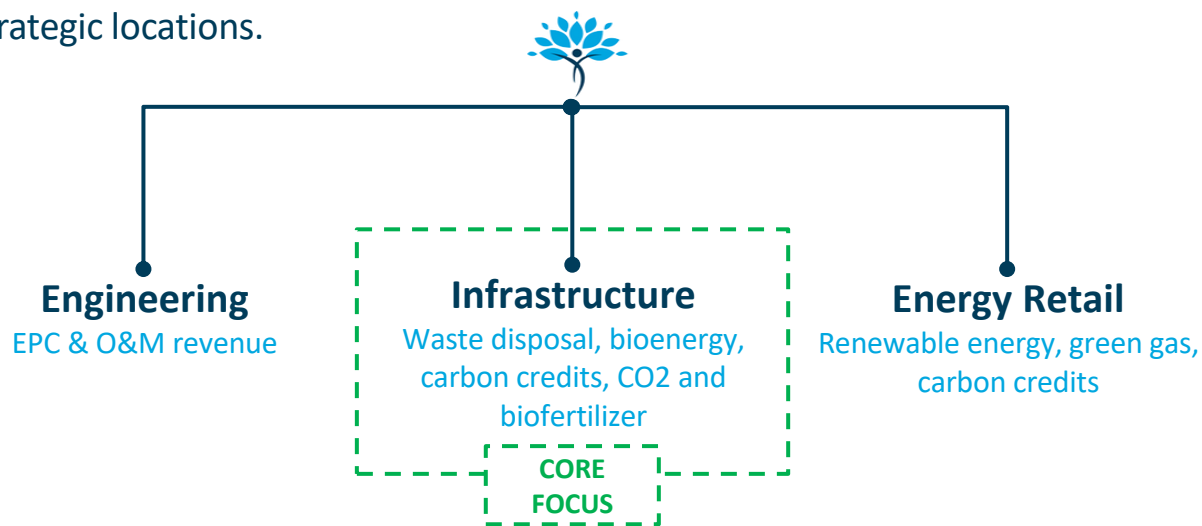 locations.
Engineering
EPC & O&M revenue
Infrastructure
Waste disposal, bioenergy,
carbon credits, CO2 and
biofertilizer
CORE
FOCUS
Energy Retail
Renewable energy, green gas,
carbon credits